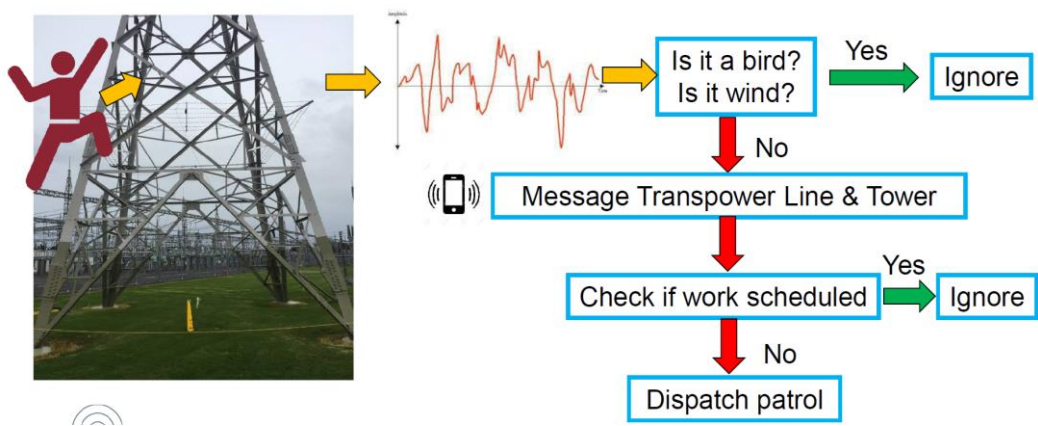 Is it a bird?
Is it wind?
Yes
Ignore
No
Message Transpower Line & Tower
Check if work scheduled
Yes
Ignore
No
Dispatch patrol